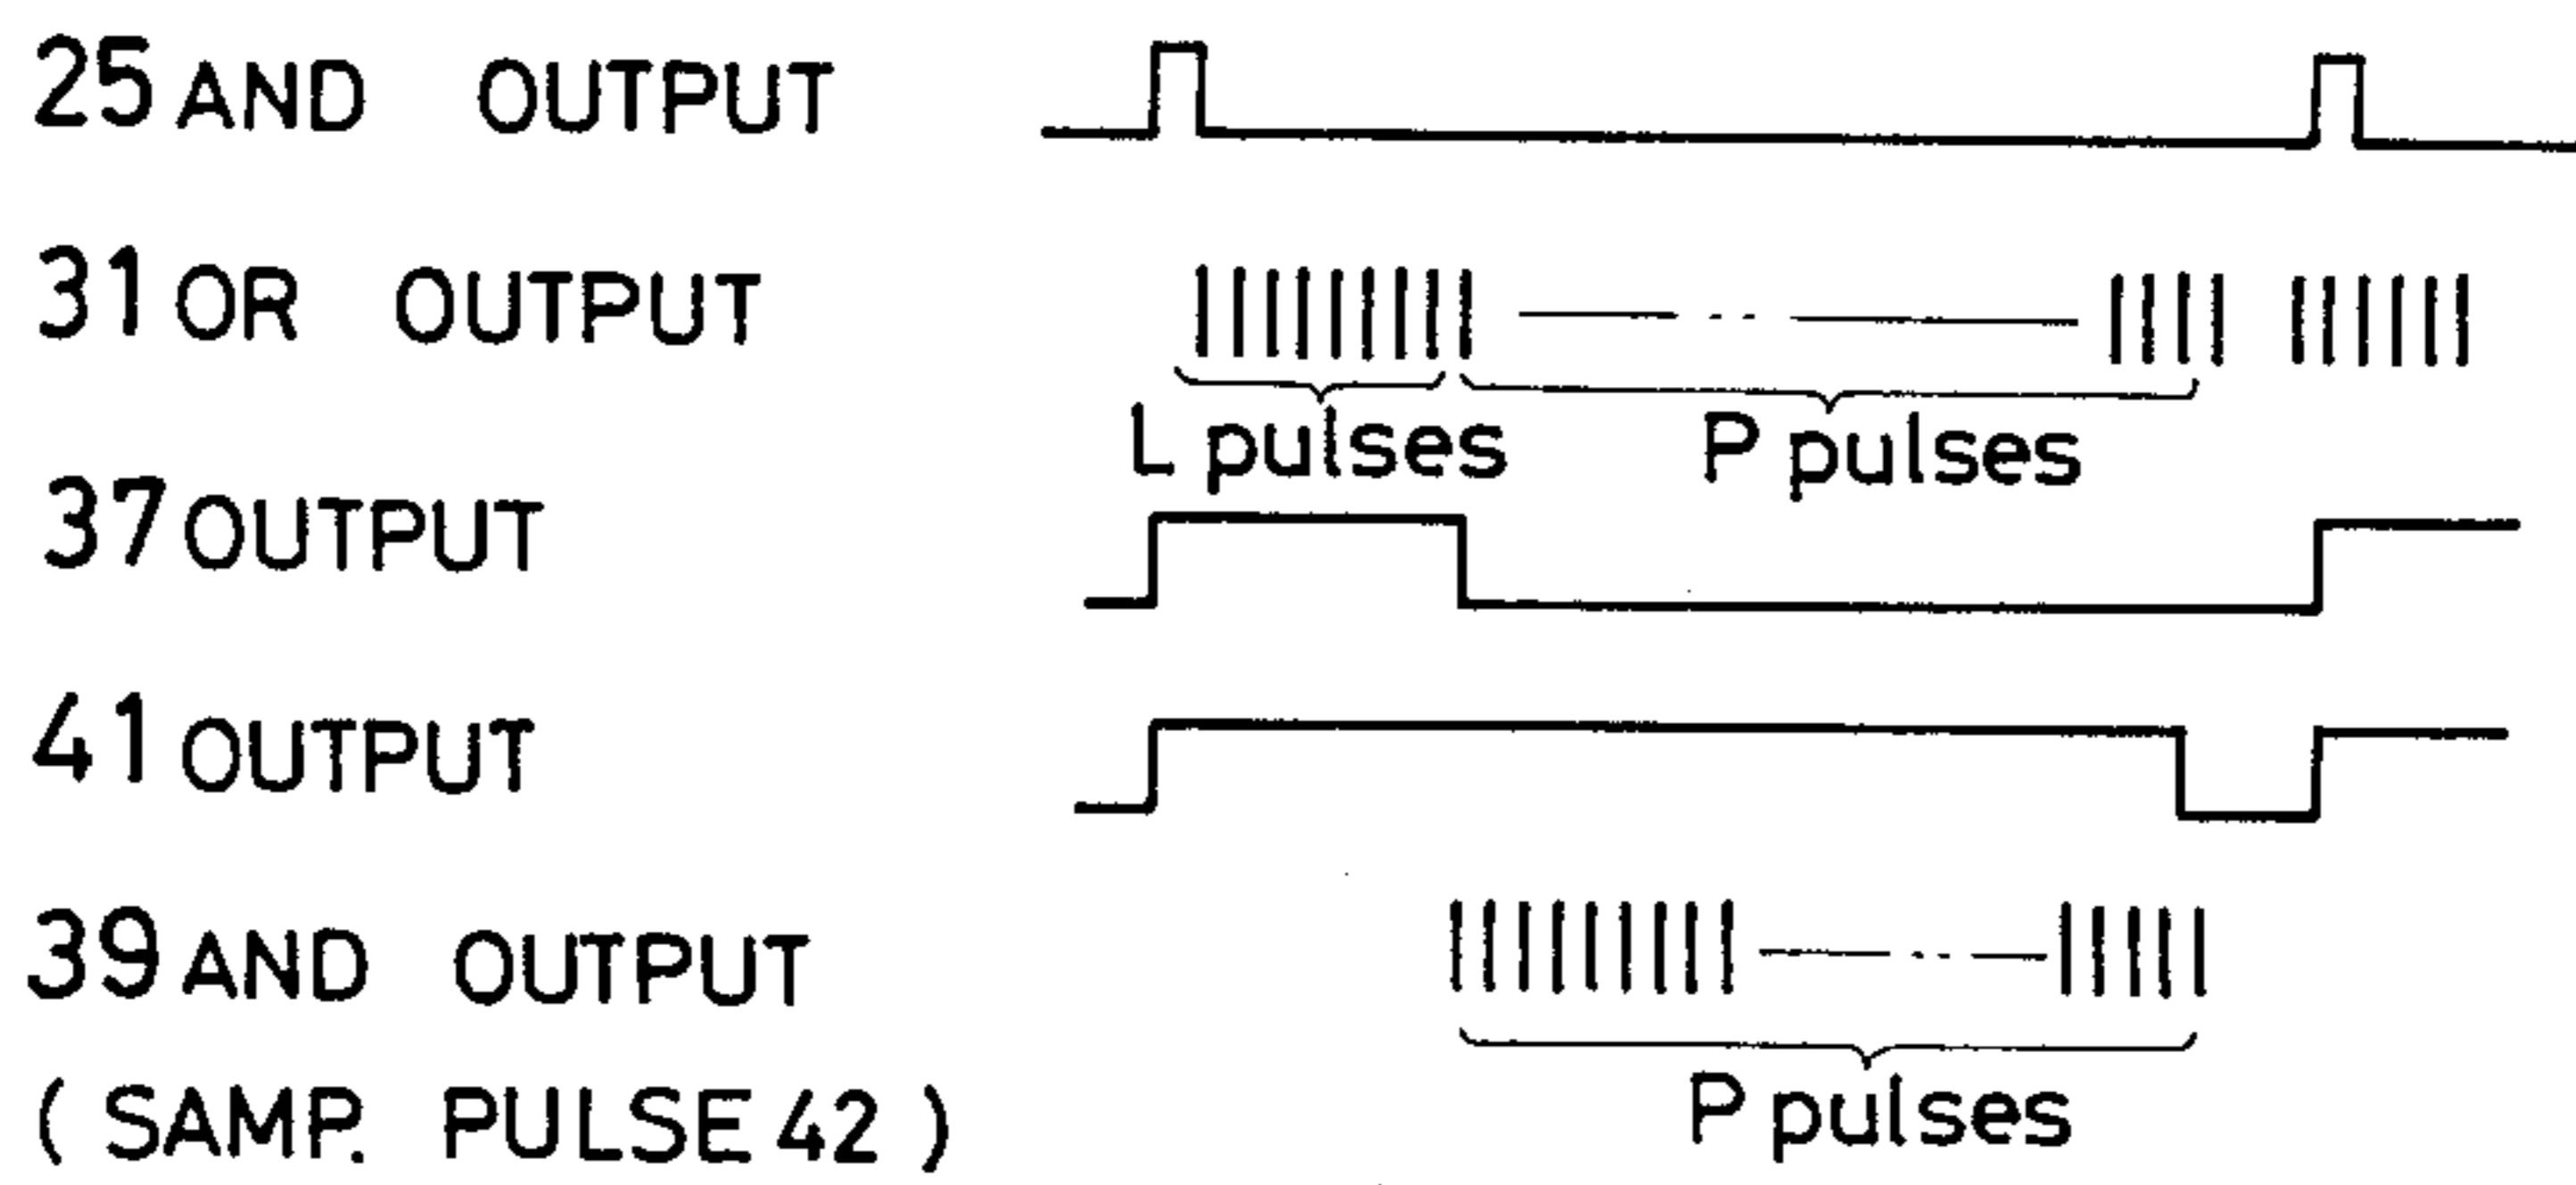 25 AND OUTPUT
31 OR OUTPUT
L pulses P pulses
37 OUTPUT
41 OUTPUT
39 AND OUTPUT
( SAMP. PULSE 42 )
P pulses